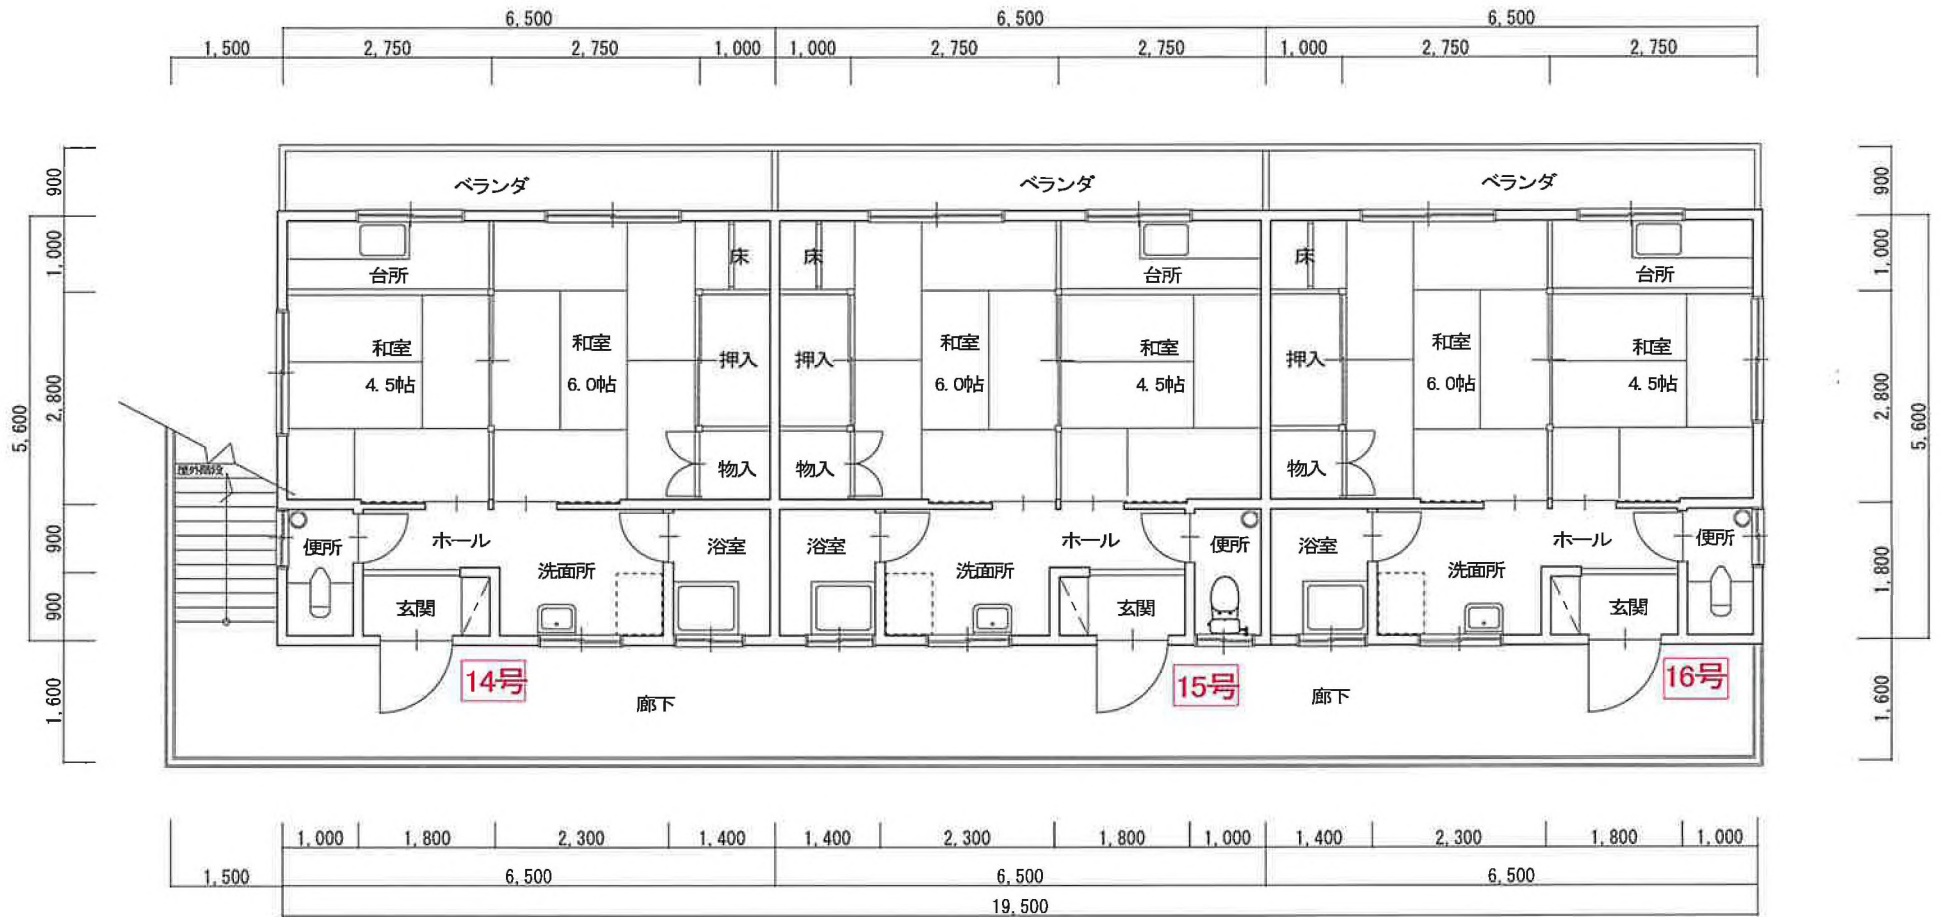 6,500 6,500 6,500
1,500 2,750 2,750 1,000 1,000 2,750 2,750 1,000 2,750 2,750
900 ベランダ ベランダ ベランダ 900
1,000 台所 床 床 台所 床 台所 1,000
和室 和室 押入 押入 和室 和室 押入 和室 和室
4.5帖 6.0帖 6.0帖 4.5帖 6.0帖 4.5帖
5,600 2,800 2,800 5,600
屋外階段 物入 物入 物入
900 便所 ホール 浴室 浴室 ホール 便所 浴室 ホール 便所
洗面所 洗面所 洗面所 1,800
900 玄関 玄関 玄関
14号 15号 16号
1,600 廊下 廊下 1,600
1,000 1,800 2,300 1,400 1,400 2,300 1,800 1,000 1,400 2,300 1,800 1,000
1,500 6,500 6,500 6,500
19,500